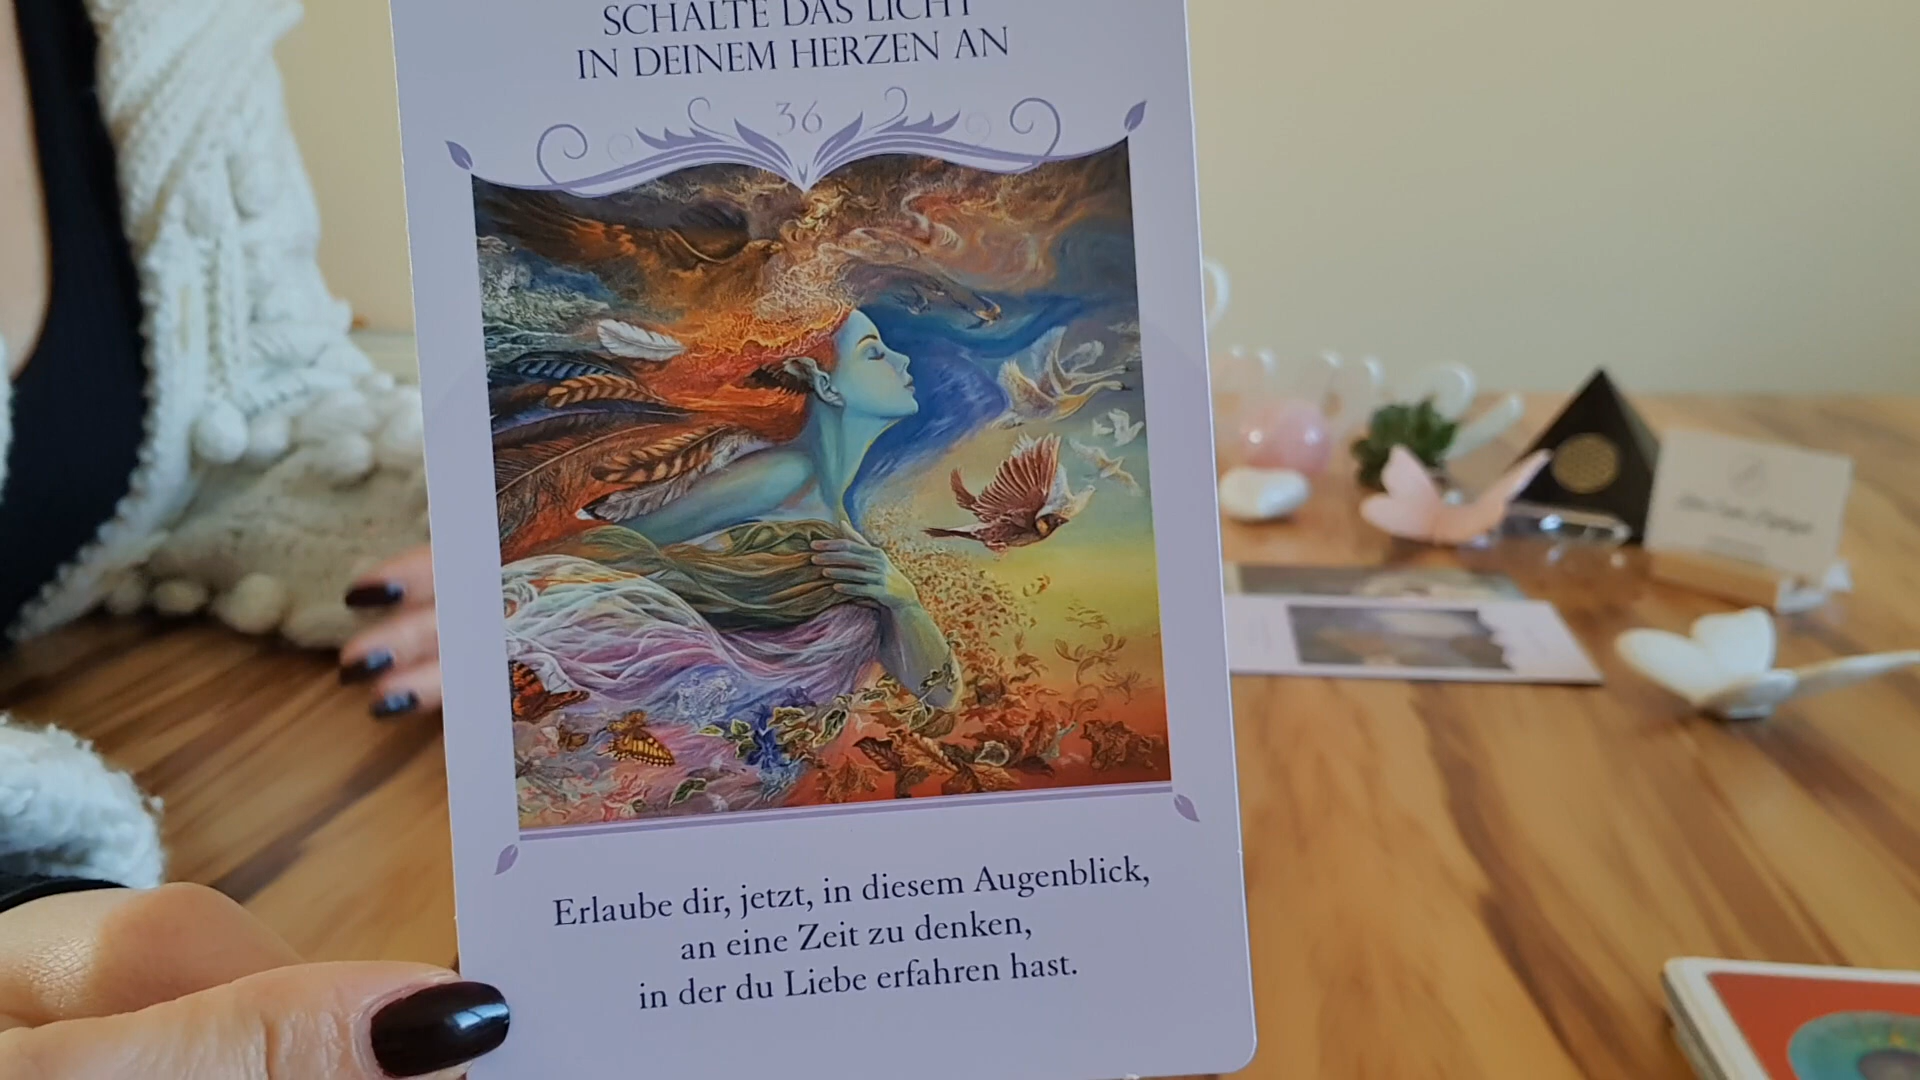 SCHALTE DAS LICHT
IN DEINEM HERZEN AN
36
Erlaube dir, jetzt, in diesem Augenblick,
an eine Zeit zu denken,
in der du Liebe erfahren hast.